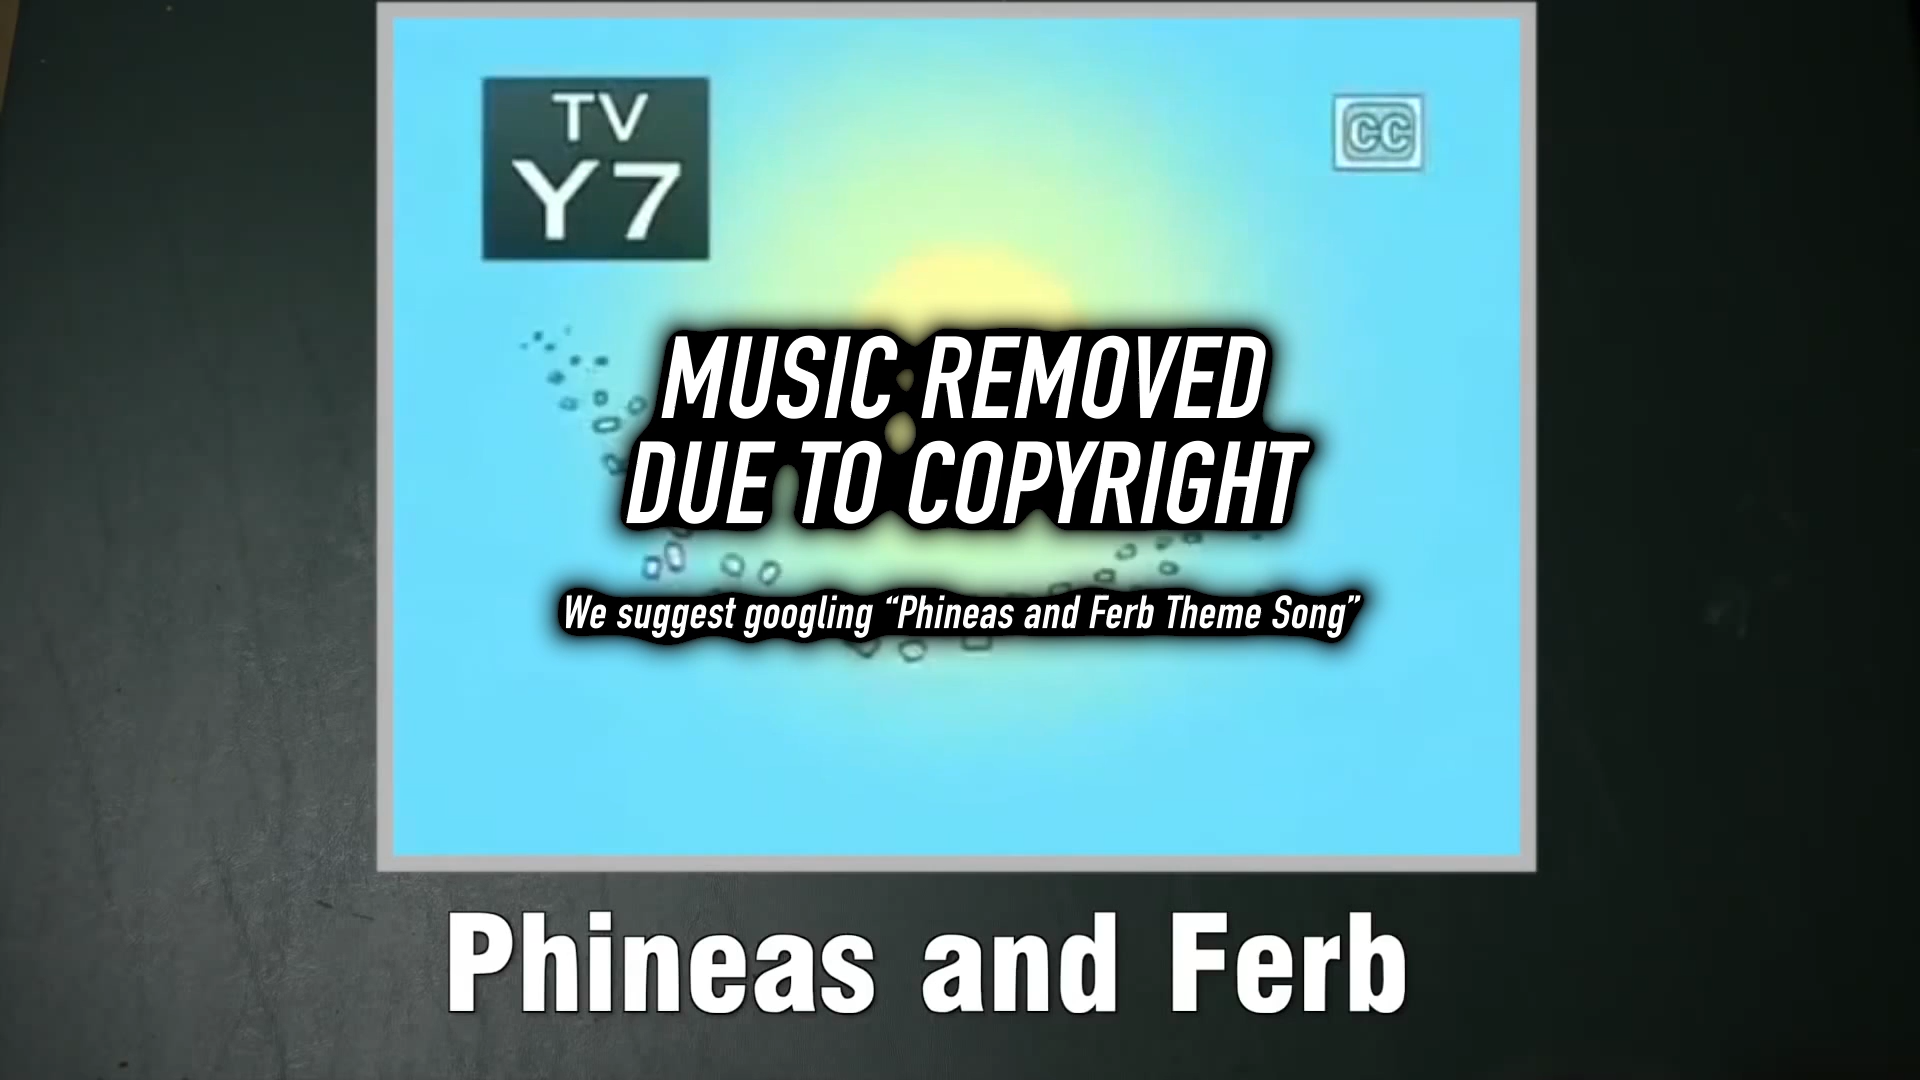 TV
Y7
CC
MUSIC REMOVED
DUE TO COPYRIGHT
We suggest googling “Phineas and Ferb Theme Song”
Phineas and Ferb